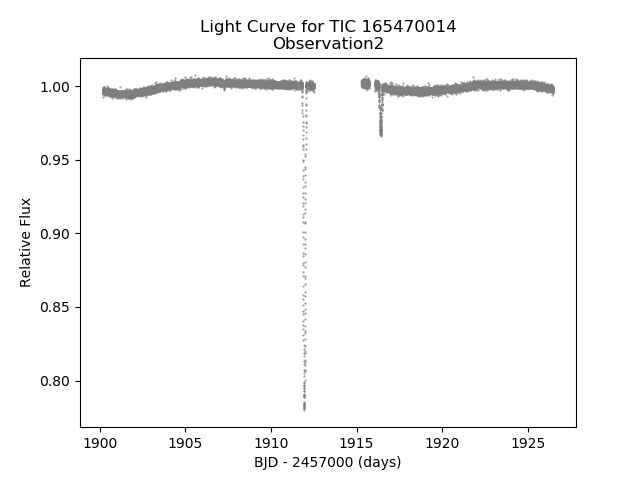 Light Curve for TIC 165470014
Observation2
1.00
0.95
0.90
0.85
0.80
Relative Flux
1900
1905
1910
1915
1920
1925
BJD - 2457000 (days)